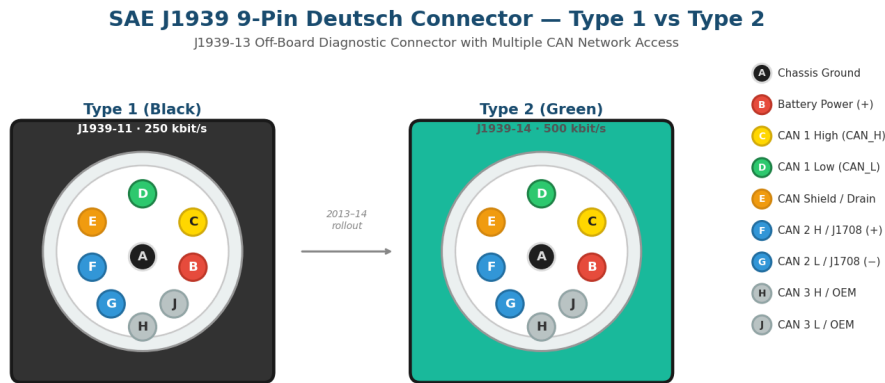 SAE J1939 9-Pin Deutsch Connector — Type 1 vs Type 2
J1939-13 Off-Board Diagnostic Connector with Multiple CAN Network Access
Type 1 (Black)
J1939-11 · 250 kbit/s
D
E
C
A
F
B
G
J
H
2013–14
rollout
Type 2 (Green)
J1939-14 · 500 kbit/s
D
E
C
A
F
B
G
J
H
A Chassis Ground
B Battery Power (+)
C CAN 1 High (CAN_H)
D CAN 1 Low (CAN_L)
E CAN Shield / Drain
F CAN 2 H / J1708 (+)
G CAN 2 L / J1708 (−)
H CAN 3 H / OEM
J CAN 3 L / OEM